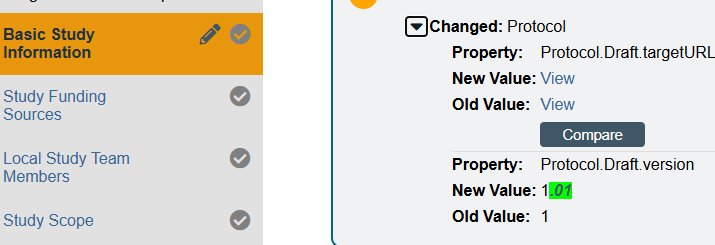 Basic Study
Information
Study Funding
Sources
Local Study Team
Members
Study Scope
Changed: Protocol
Property: Protocol.Draft.targetURL
New Value: View
Old Value: View
Compare
Property: Protocol.Draft.version
New Value: 1.01
Old Value: 1